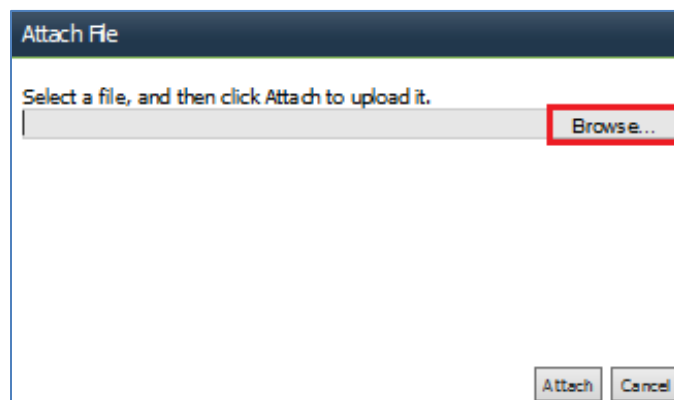 Attach File
Select a file, and then click Attach to upload it.
Browse...
Attach Cancel